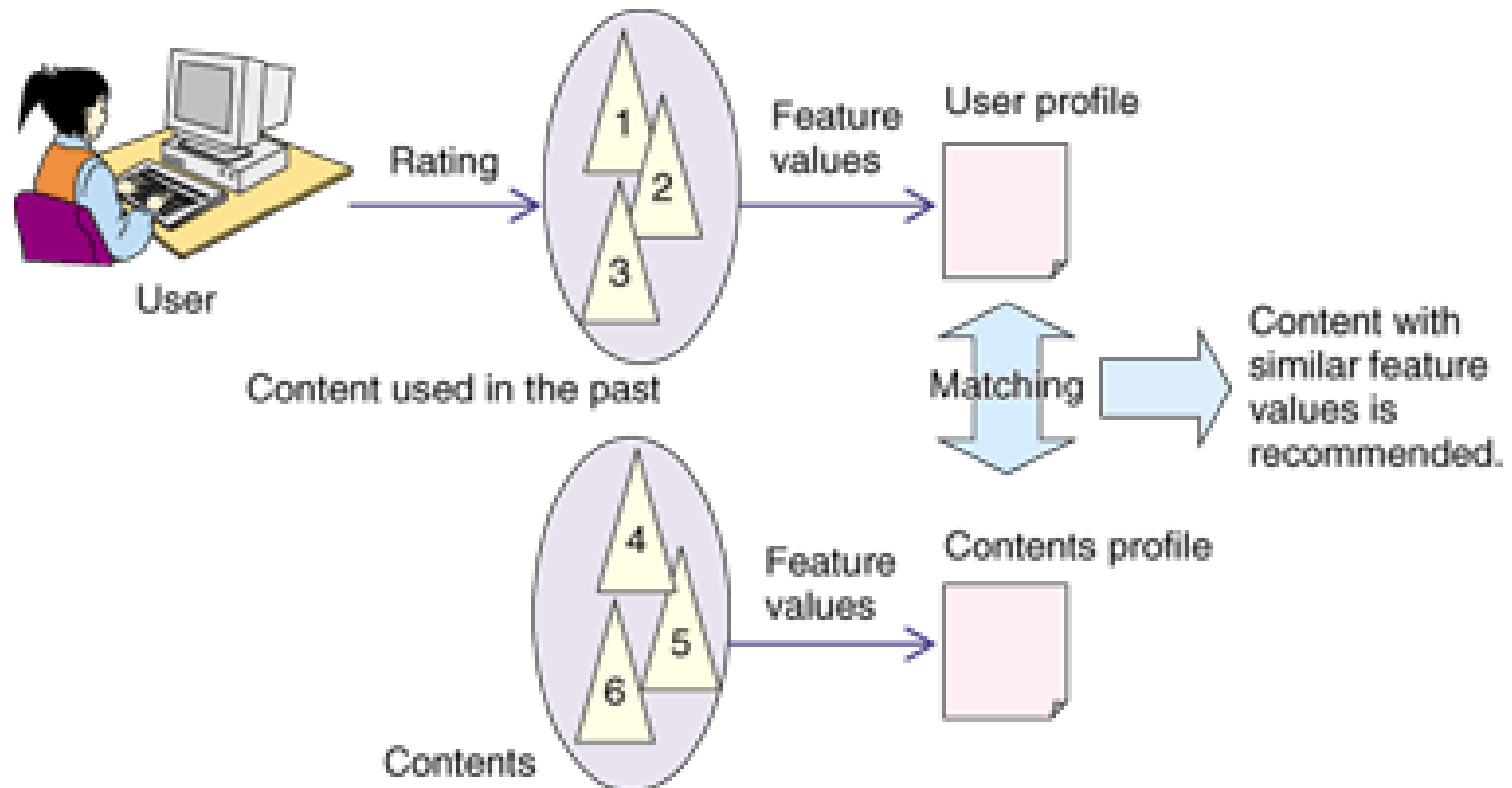 User
Rating
1
2
3
Content used in the past
Feature
values
User profile
Matching
Content with
similar feature
values is
recommended.
4
5
6
Contents
Feature
values
Contents profile